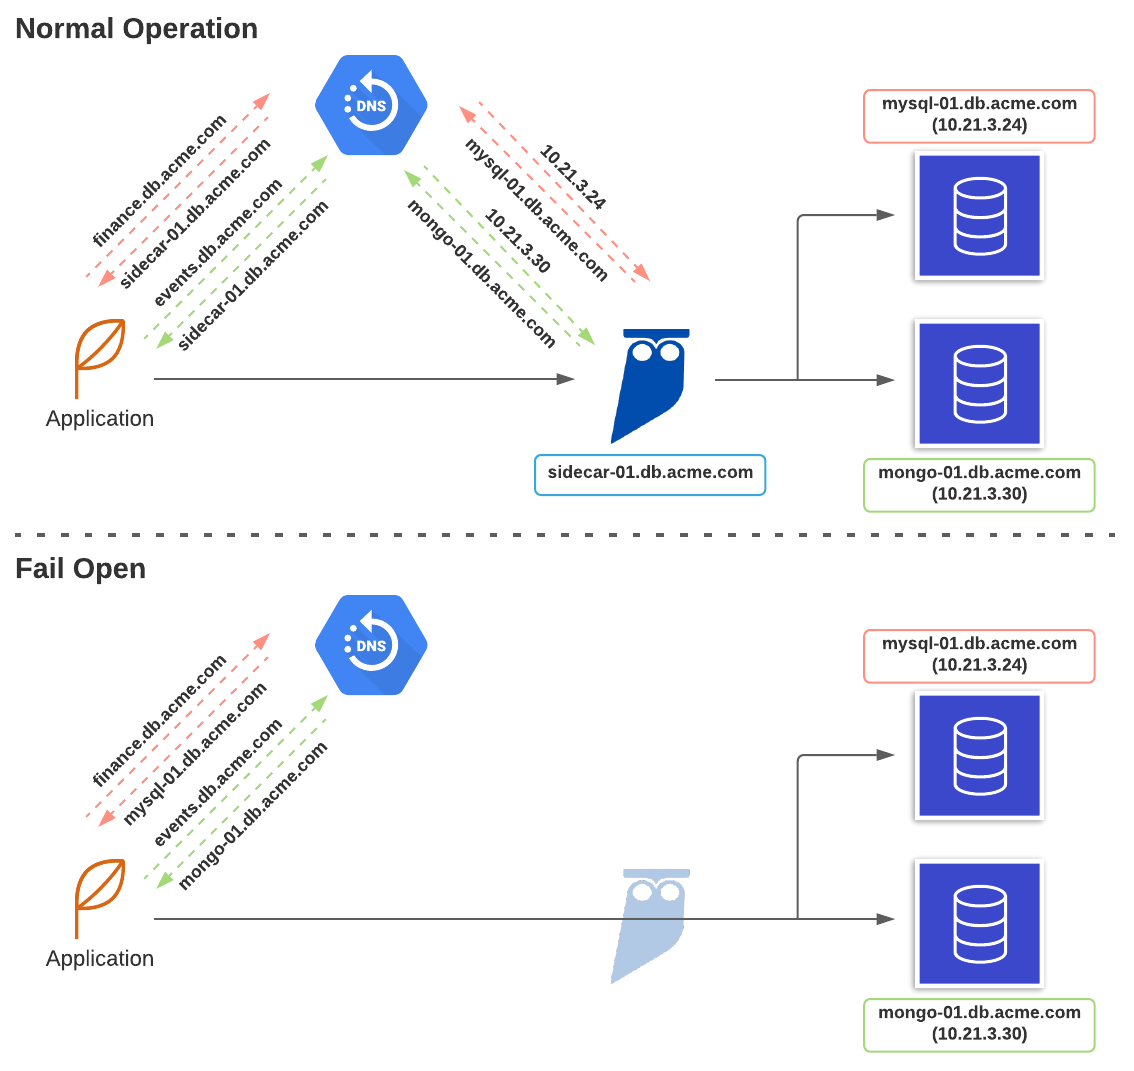 Normal Operation
DNS
finance.db.acme.com
sidecar-01.db.acme.com
events.db.acme.com
sidecar-01.db.acme.com
10.21.3.24
mysql-01.db.acme.com
10.21.3.30
mongo-01.db.acme.com
mysql-01.db.acme.com
(10.21.3.24)
Application
sidecar-01.db.acme.com
mongo-01.db.acme.com
(10.21.3.30)
Fail Open
DNS
finance.db.acme.com
mysql-01.db.acme.com
events.db.acme.com
mongo-01.db.acme.com
mysql-01.db.acme.com
(10.21.3.24)
Application
mongo-01.db.acme.com
(10.21.3.30)